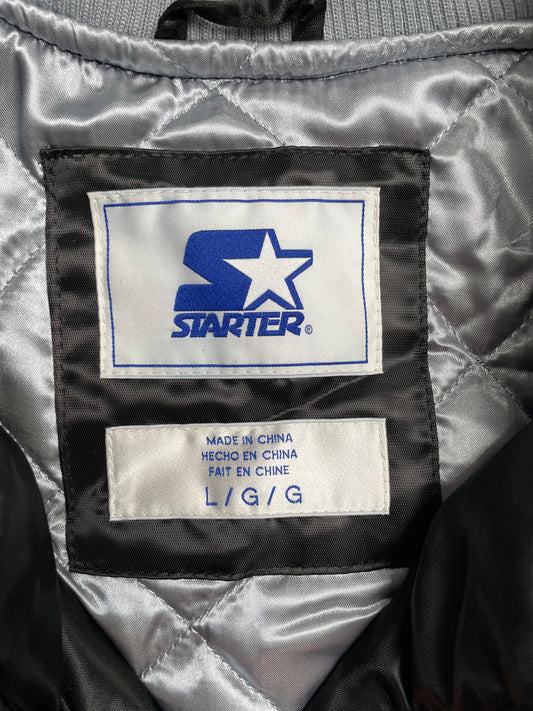 STARTER®
MADE IN CHINA
HECHO EN CHINA
FAIT EN CHINE
L/G/G